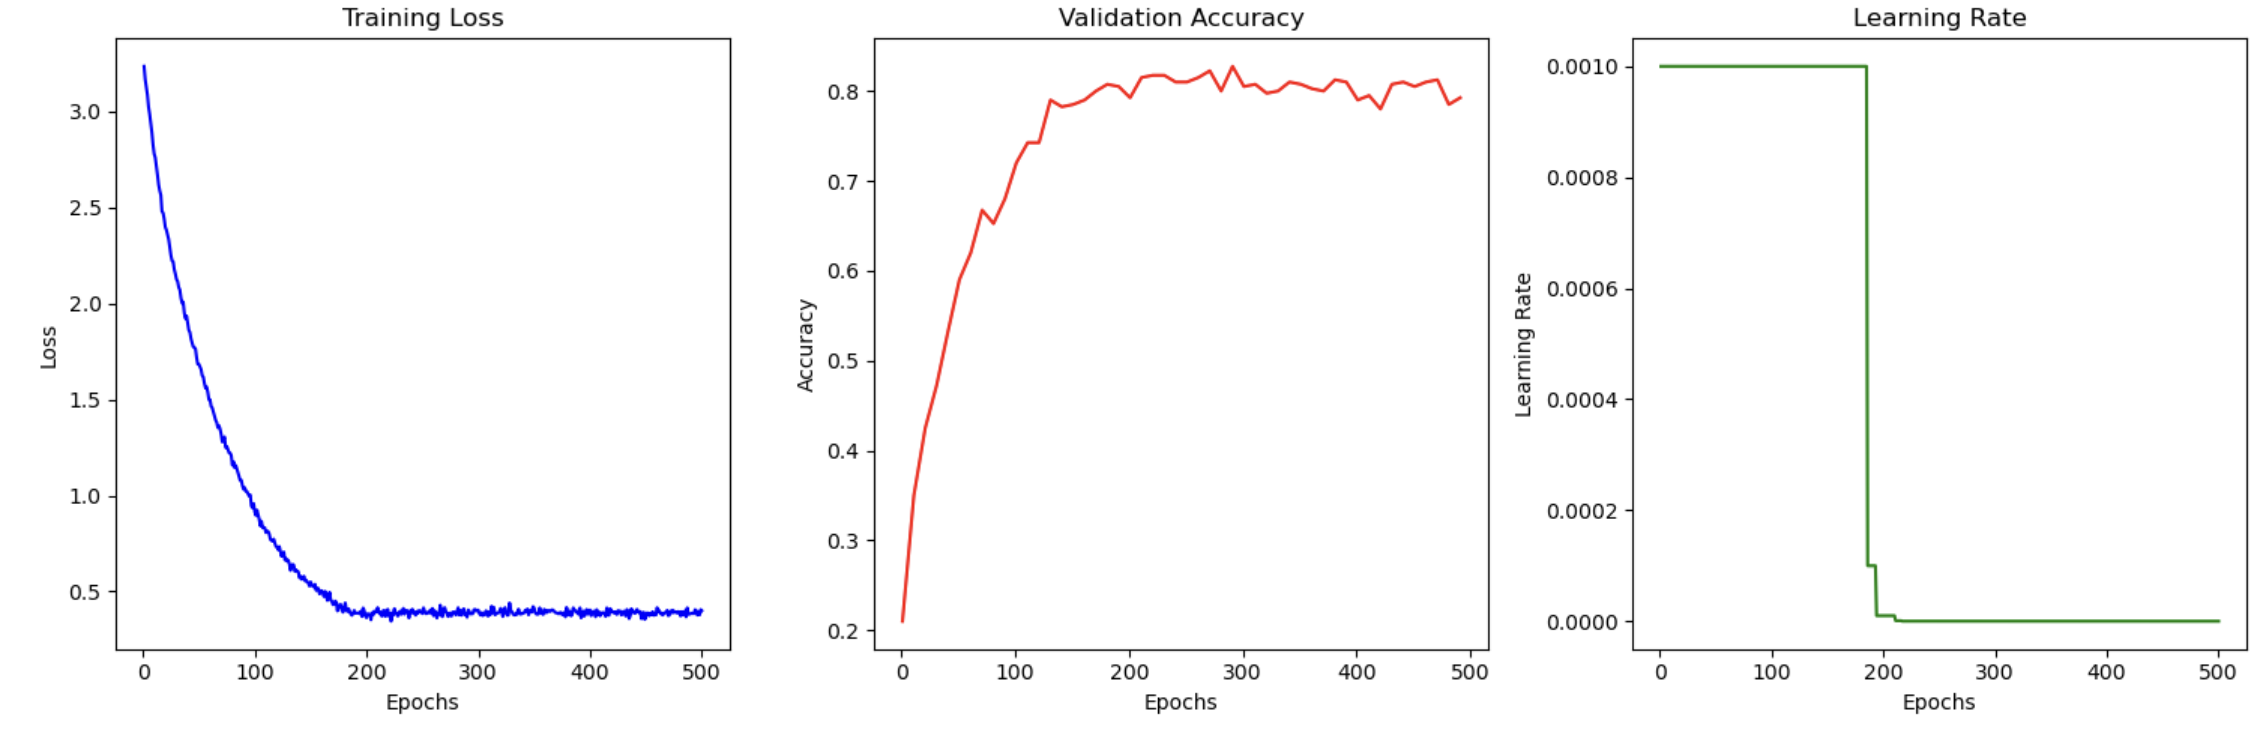 Training Loss
3.0
2.5
2.0
1.5
1.0
0.5
Loss
0 100 200 300 400 500
Epochs
Validation Accuracy
0.8
0.7
0.6
0.5
0.4
0.3
0.2
Accuracy
0 100 200 300 400 500
Epochs
Learning Rate
0.0010
0.0008
0.0006
0.0004
0.0002
0.0000
Learning Rate
0 100 200 300 400 500
Epochs